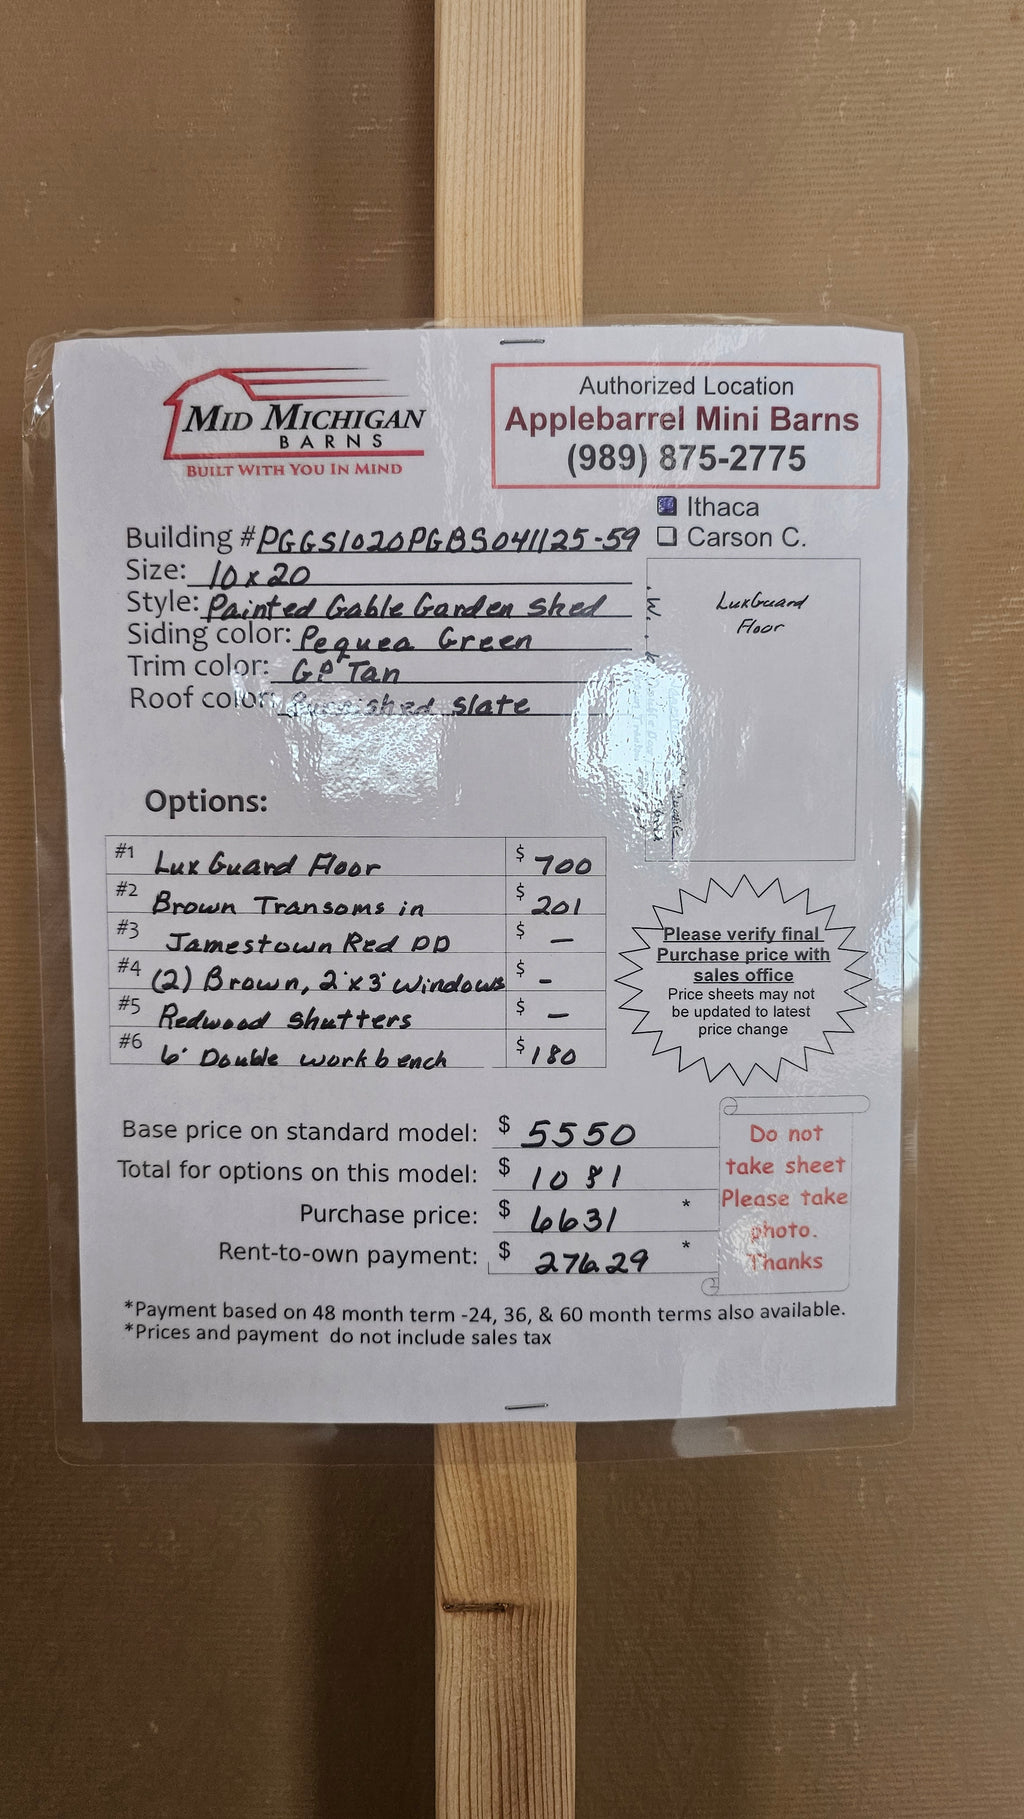 MID MICHIGAN
BARNS
BUILT WITH YOU IN MIND
Authorized Location
Applebarrel Mini Barns
(989) 875-2775
Ithaca
Carson C.
Building #PGGS1020PGBS041125-59
Size: 10x20
Style: Painted Gable Garden Shed
Siding color: Pequea Green
Trim color: GP Tan
Roof color: Burnished Slate
LuxGuard
Floor
Options:
#1 Lux Guard Floor $ 700
#2 Brown Transoms in $ 201
#3 Jamestown Red DD $ —
#4 (2) Brown, 2'x3' windows $ -
#5 Redwood Shutters $ —
#6 6' Double workbench $ 180
Please verify final
Purchase price with
sales office
Price sheets may not
be updated to latest
price change
Base price on standard model: $ 5550
Total for options on this model: $ 1081
Purchase price: $ 6631 *
Rent-to-own payment: $ 276.29 *
Do not
take sheet
Please take
photo.
Thanks
*Payment based on 48 month term -24, 36, & 60 month terms also available.
*Prices and payment do not include sales tax